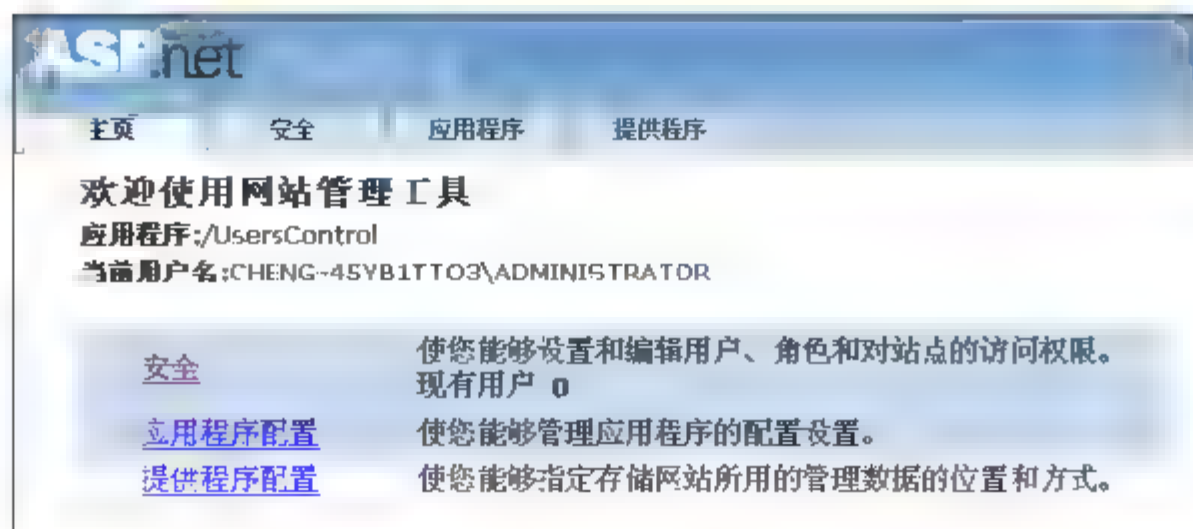 ASP.net
主页 安全 应用程序 提供程序
欢迎使用网站管理工具
应用程序:/UsersControl
当前用户名:CHENG-45YB1TTO3\ADMINISTRATOR
安全 使您能够设置和编辑用户、角色和对站点的访问权限。
现有用户 0
应用程序配置 使您能够管理应用程序的配置设置。
提供程序配置 使您能够指定存储网站所用的管理数据的位置和方式。